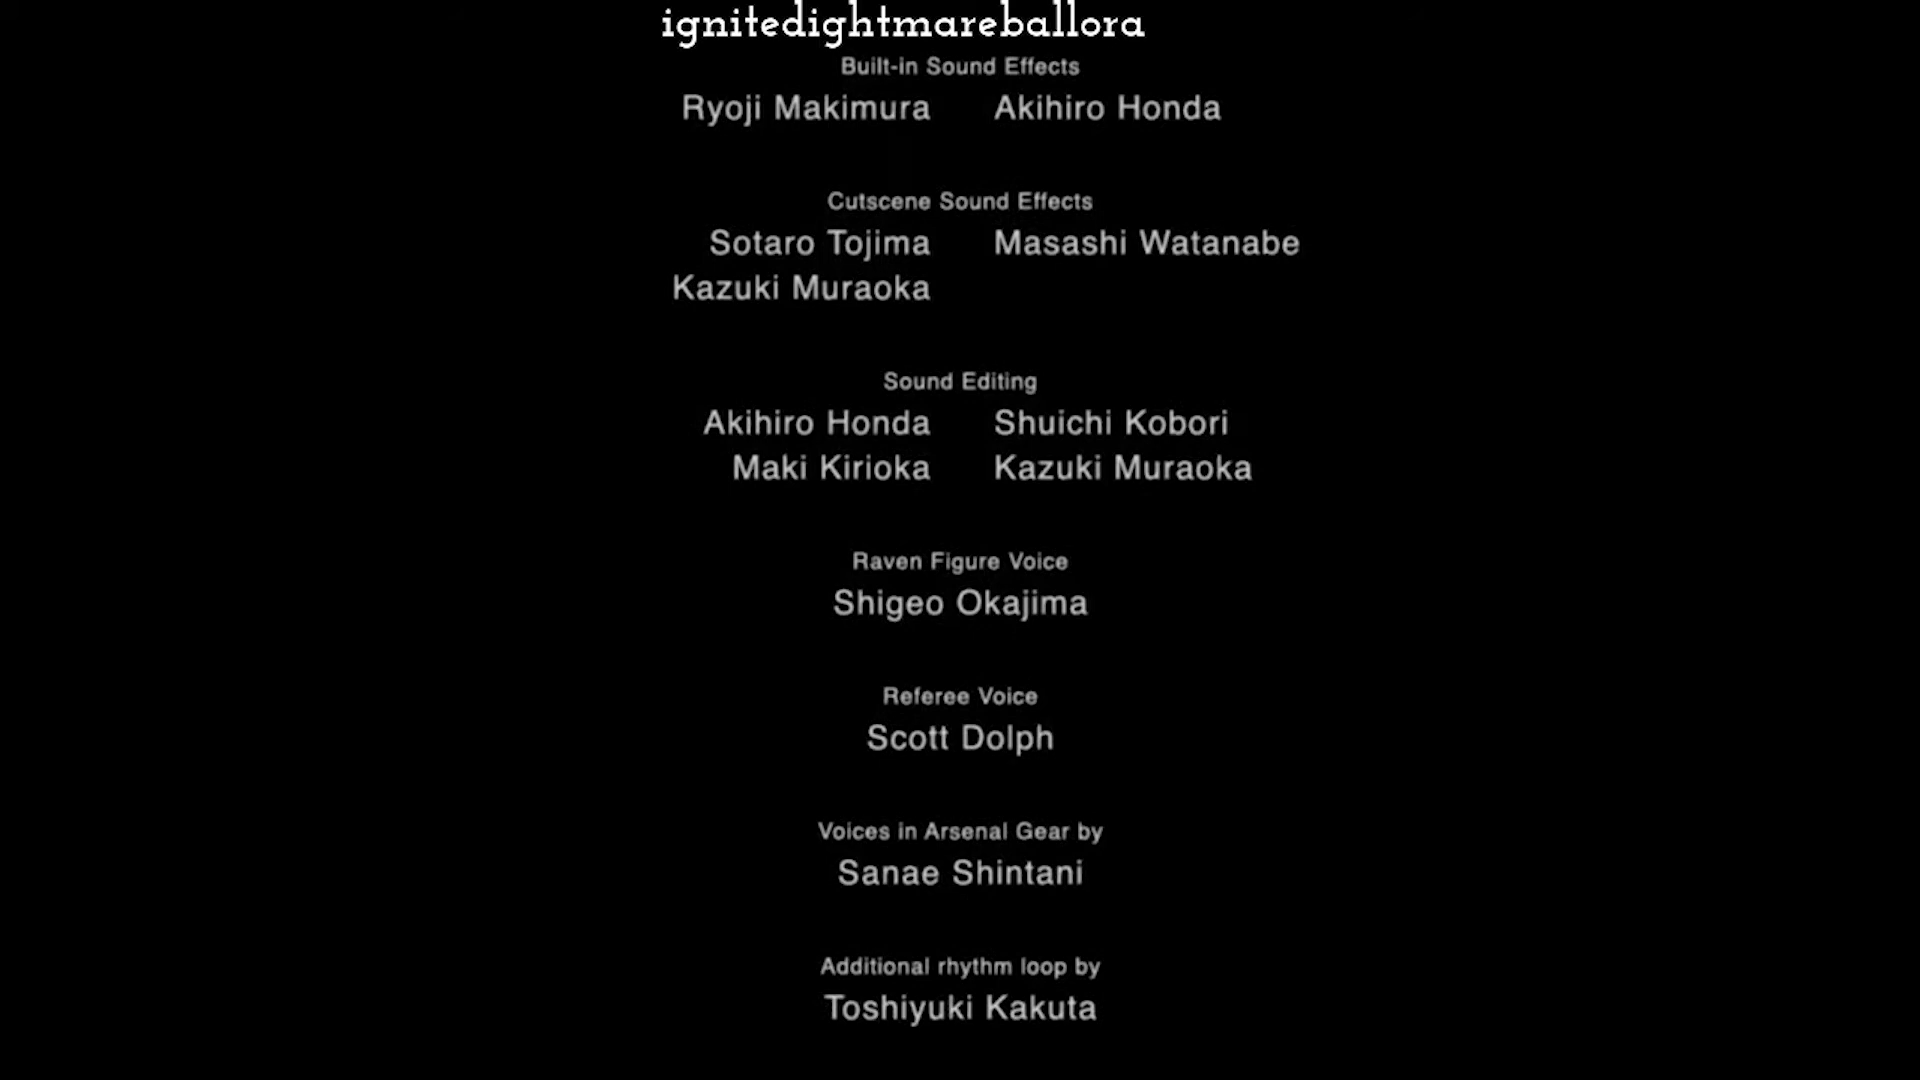 ignitedightmareballora
Built-in Sound Effects
Ryoji Makimura Akihiro Honda
Cutscene Sound Effects
Sotaro Tojima Masashi Watanabe
Kazuki Muraoka
Sound Editing
Akihiro Honda Shuichi Kobori
Maki Kirioka Kazuki Muraoka
Raven Figure Voice
Shigeo Okajima
Referee Voice
Scott Dolph
Voices in Arsenal Gear by
Sanae Shintani
Additional rhythm loop by
Toshiyuki Kakuta